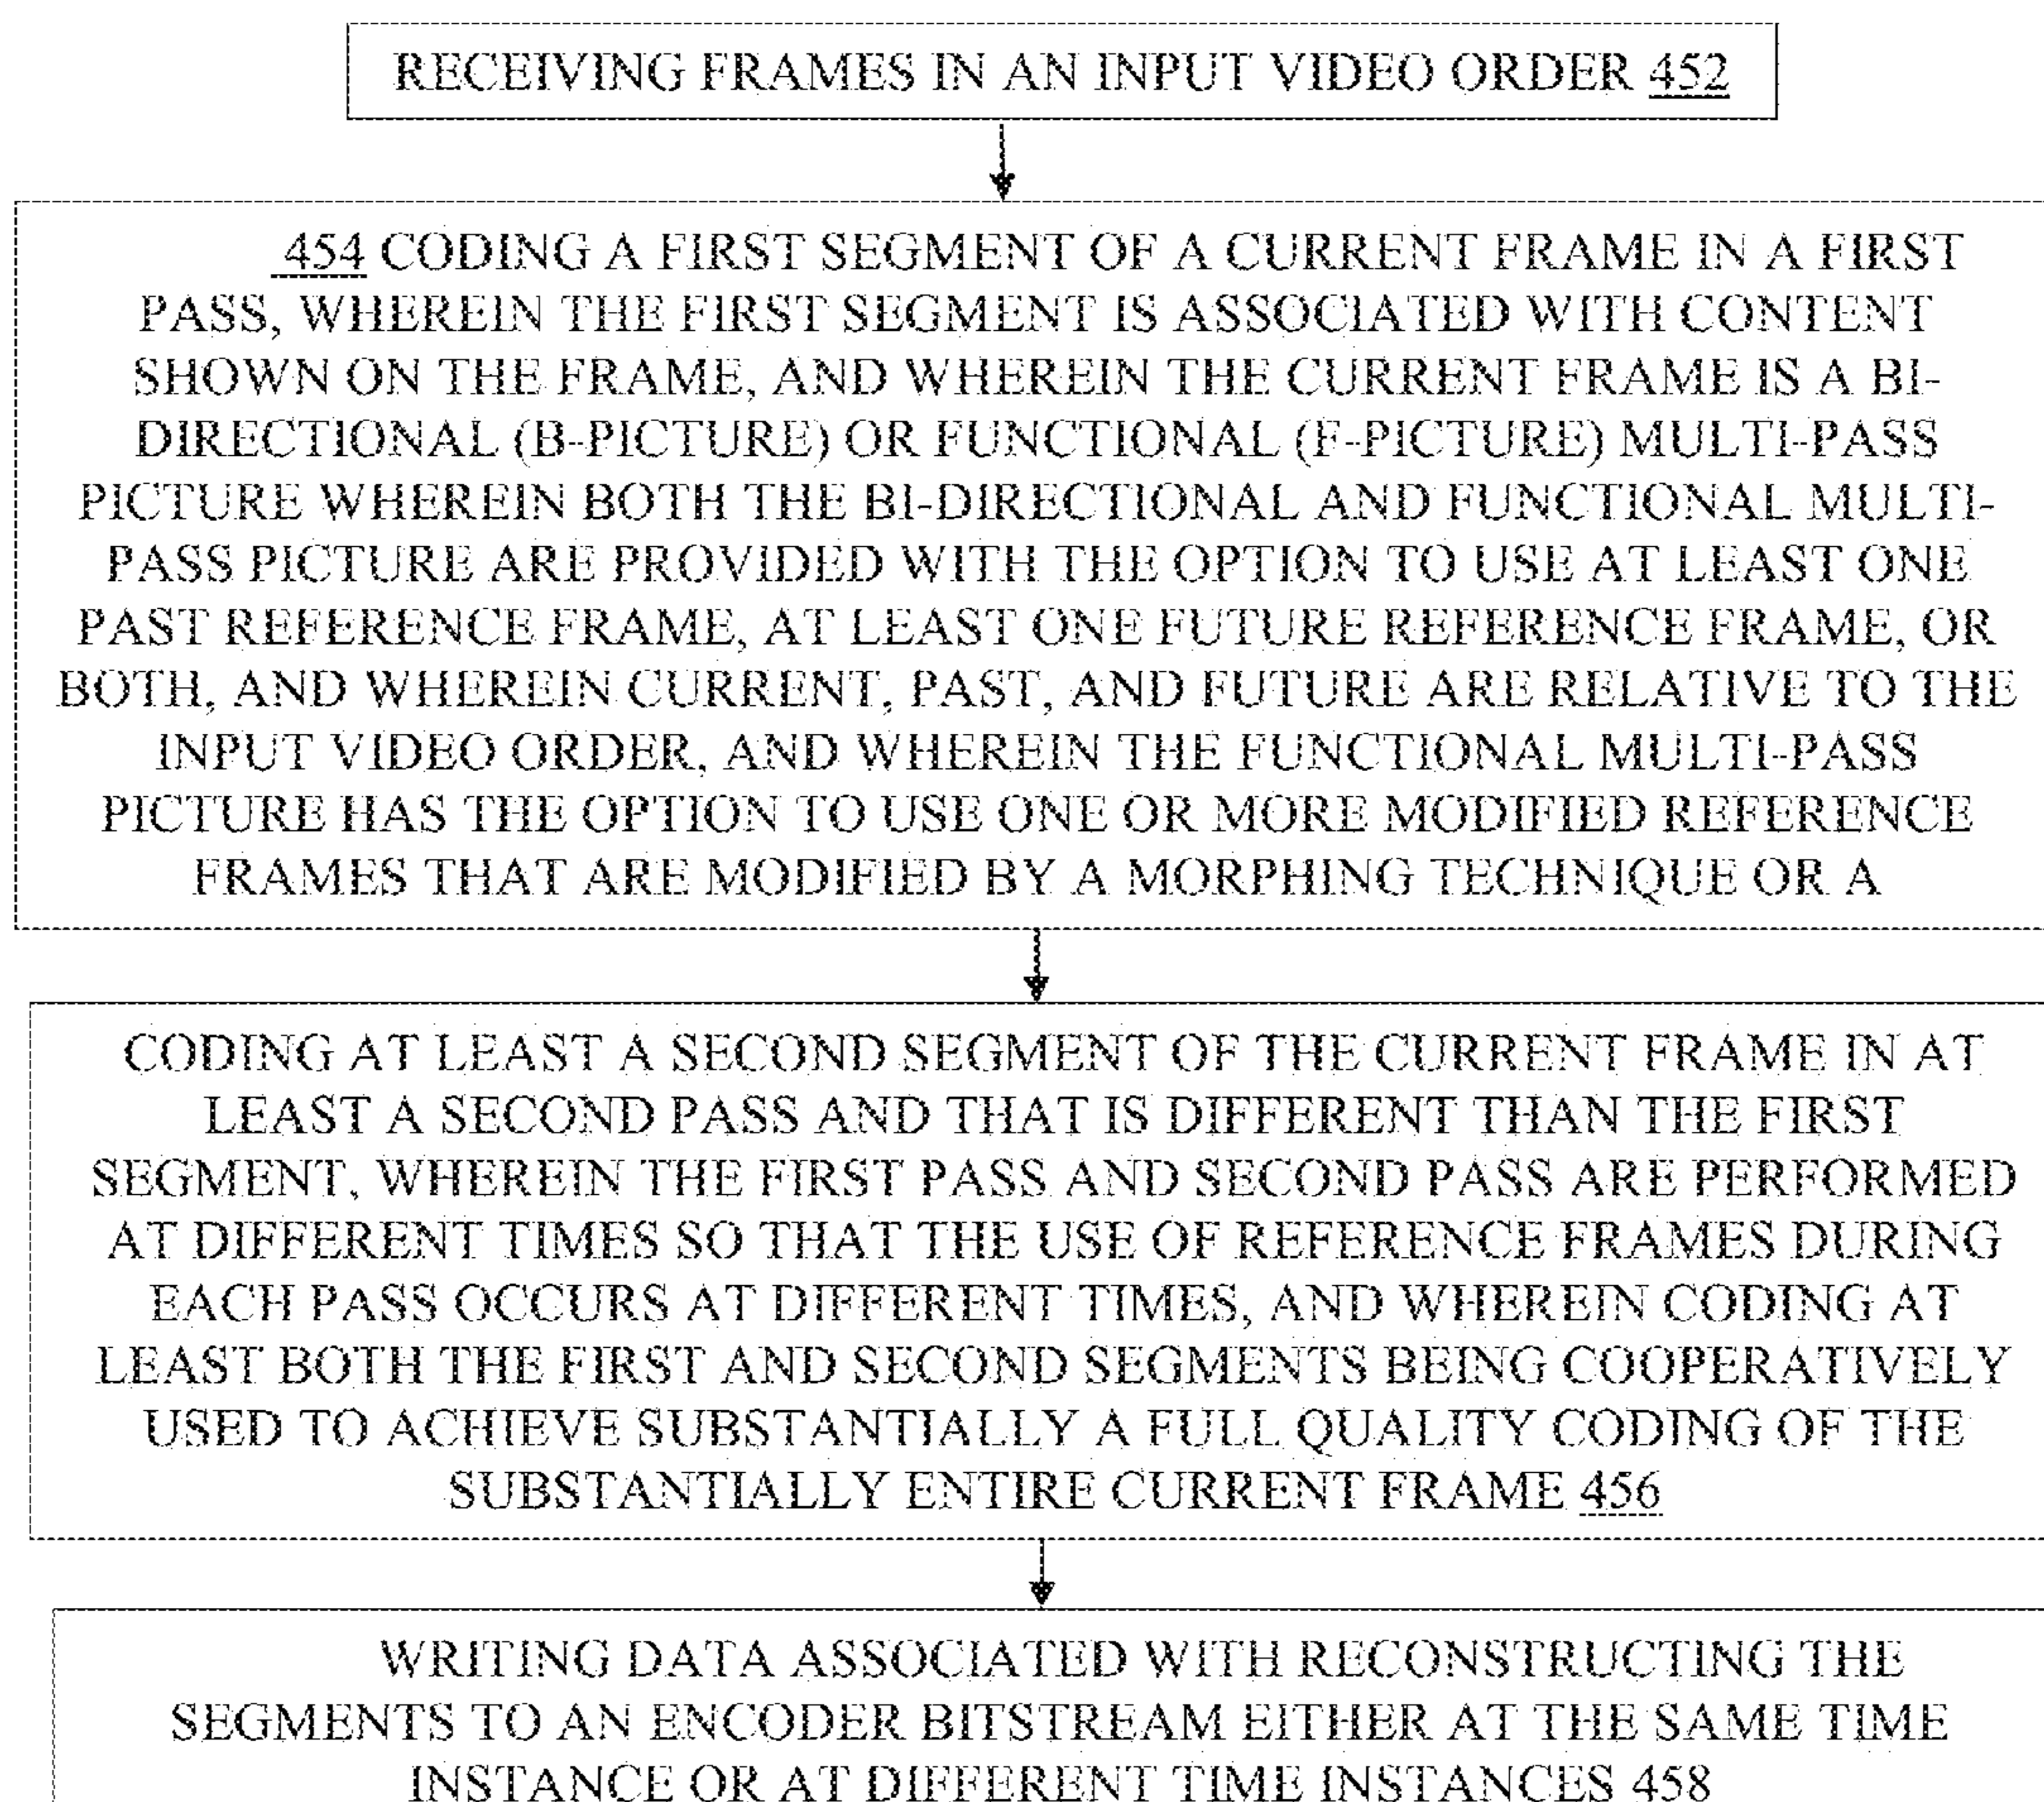 RECEIVING FRAMES IN AN INPUT VIDEO ORDER 452
454 CODING A FIRST SEGMENT OF A CURRENT FRAME IN A FIRST
PASS, WHEREIN THE FIRST SEGMENT IS ASSOCIATED WITH CONTENT
SHOWN ON THE FRAME, AND WHEREIN THE CURRENT FRAME IS A BI-
DIRECTIONAL (B-PICTURE) OR FUNCTIONAL (F-PICTURE) MULTI-PASS
PICTURE WHEREIN BOTH THE BI-DIRECTIONAL AND FUNCTIONAL MULTI-
PASS PICTURE ARE PROVIDED WITH THE OPTION TO USE AT LEAST ONE
PAST REFERENCE FRAME, AT LEAST ONE FUTURE REFERENCE FRAME, OR
BOTH, AND WHEREIN CURRENT, PAST, AND FUTURE ARE RELATIVE TO THE
INPUT VIDEO ORDER, AND WHEREIN THE FUNCTIONAL MULTI-PASS
PICTURE HAS THE OPTION TO USE ONE OR MORE MODIFIED REFERENCE
FRAMES THAT ARE MODIFIED BY A MORPHING TECHNIQUE OR A
CODING AT LEAST A SECOND SEGMENT OF THE CURRENT FRAME IN AT
LEAST A SECOND PASS AND THAT IS DIFFERENT THAN THE FIRST
SEGMENT, WHEREIN THE FIRST PASS AND SECOND PASS ARE PERFORMED
AT DIFFERENT TIMES SO THAT THE USE OF REFERENCE FRAMES DURING
EACH PASS OCCURS AT DIFFERENT TIMES, AND WHEREIN CODING AT
LEAST BOTH THE FIRST AND SECOND SEGMENTS BEING COOPERATIVELY
USED TO ACHIEVE SUBSTANTIALLY A FULL QUALITY CODING OF THE
SUBSTANTIALLY ENTIRE CURRENT FRAME 456
WRITING DATA ASSOCIATED WITH RECONSTRUCTING THE
SEGMENTS TO AN ENCODER BITSTREAM EITHER AT THE SAME TIME
INSTANCE OR AT DIFFERENT TIME INSTANCES 458